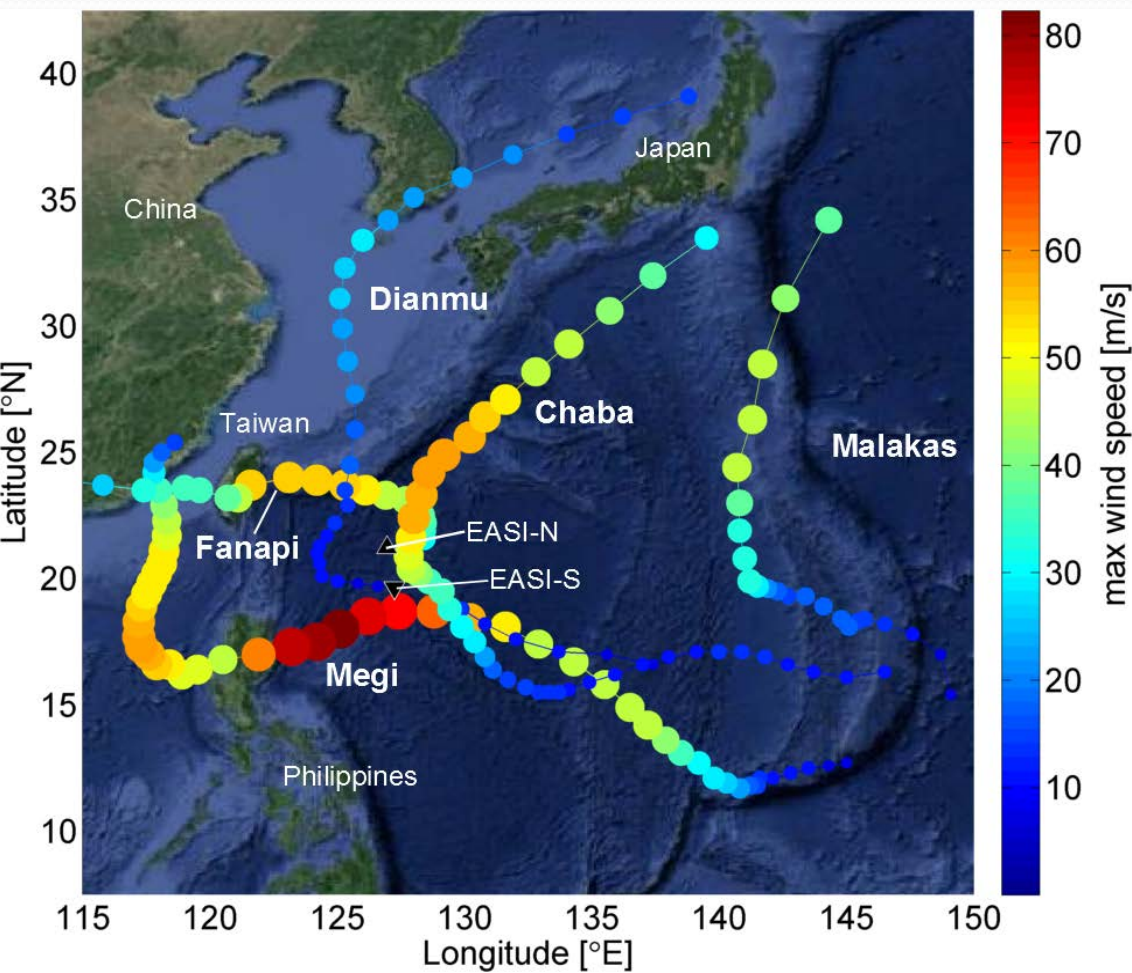 40
35
30
25
20
15
10
Latitude [°N]
China
Japan
Dianmu
Taiwan
Chaba
Malakas
Fanapi
EASI-N
EASI-S
Megi
Philippines
115
120
125
130
135
140
145
150
Longitude [°E]
80
70
60
50
40
30
20
10
max wind speed [m/s]